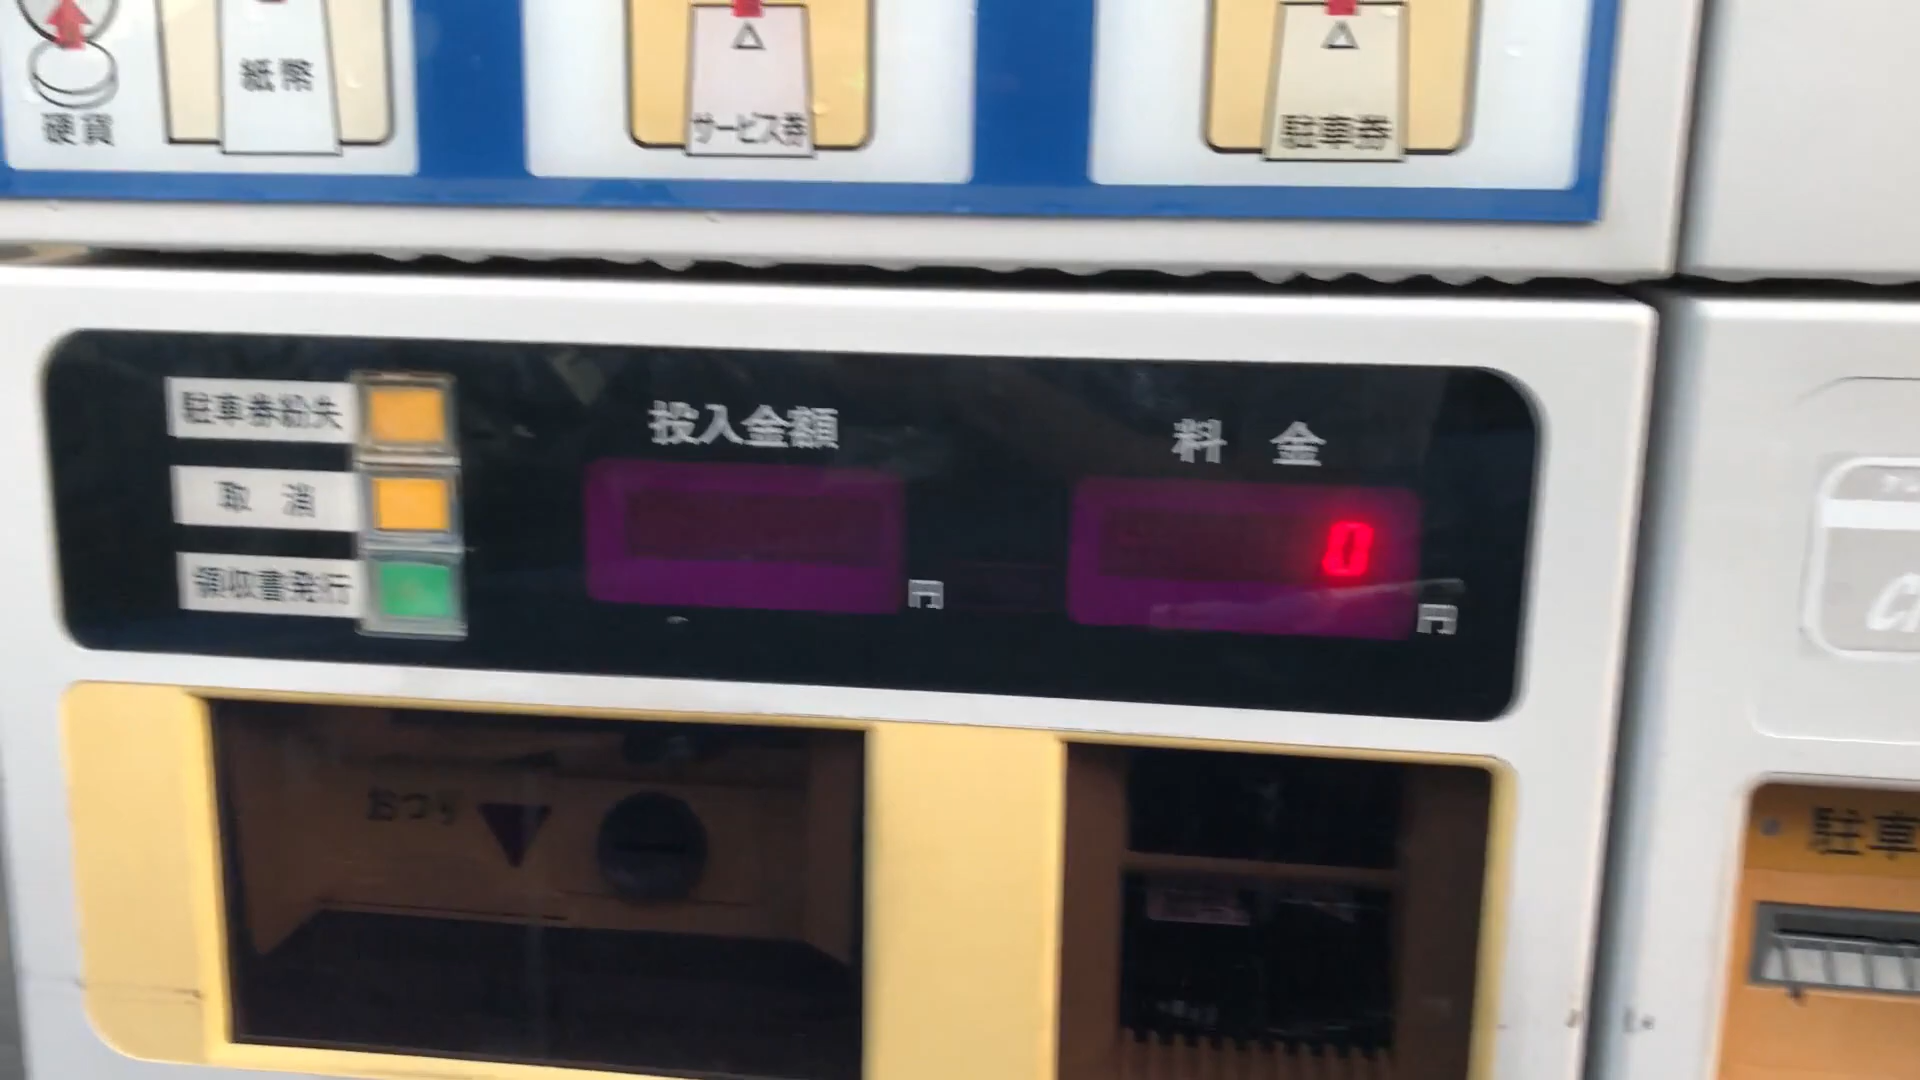 硬貨
紙幣
サービス券
駐車券
駐車券紛失
取 消
領収書発行
投入金額
円
料 金
0
円
おつり
駐車